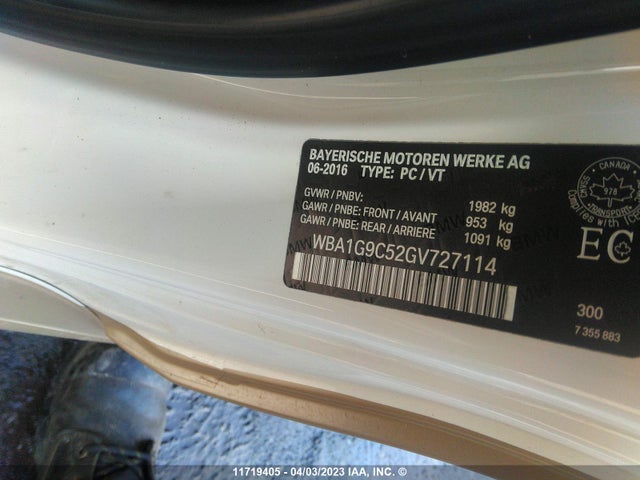 BAYERISCHE MOTOREN WERKE AG
06-2016 TYPE: PC / VT
GVWR / PNBV: 1982 kg
GAWR / PNBE: FRONT / AVANT 953 kg
GAWR / PNBE: REAR / ARRIERE 1091 kg
WBA1G9C52GV727114
CANADA
978
TRANSPORT
EC
300
7 355 883
11719405 - 04/03/2023 IAA, INC. ©